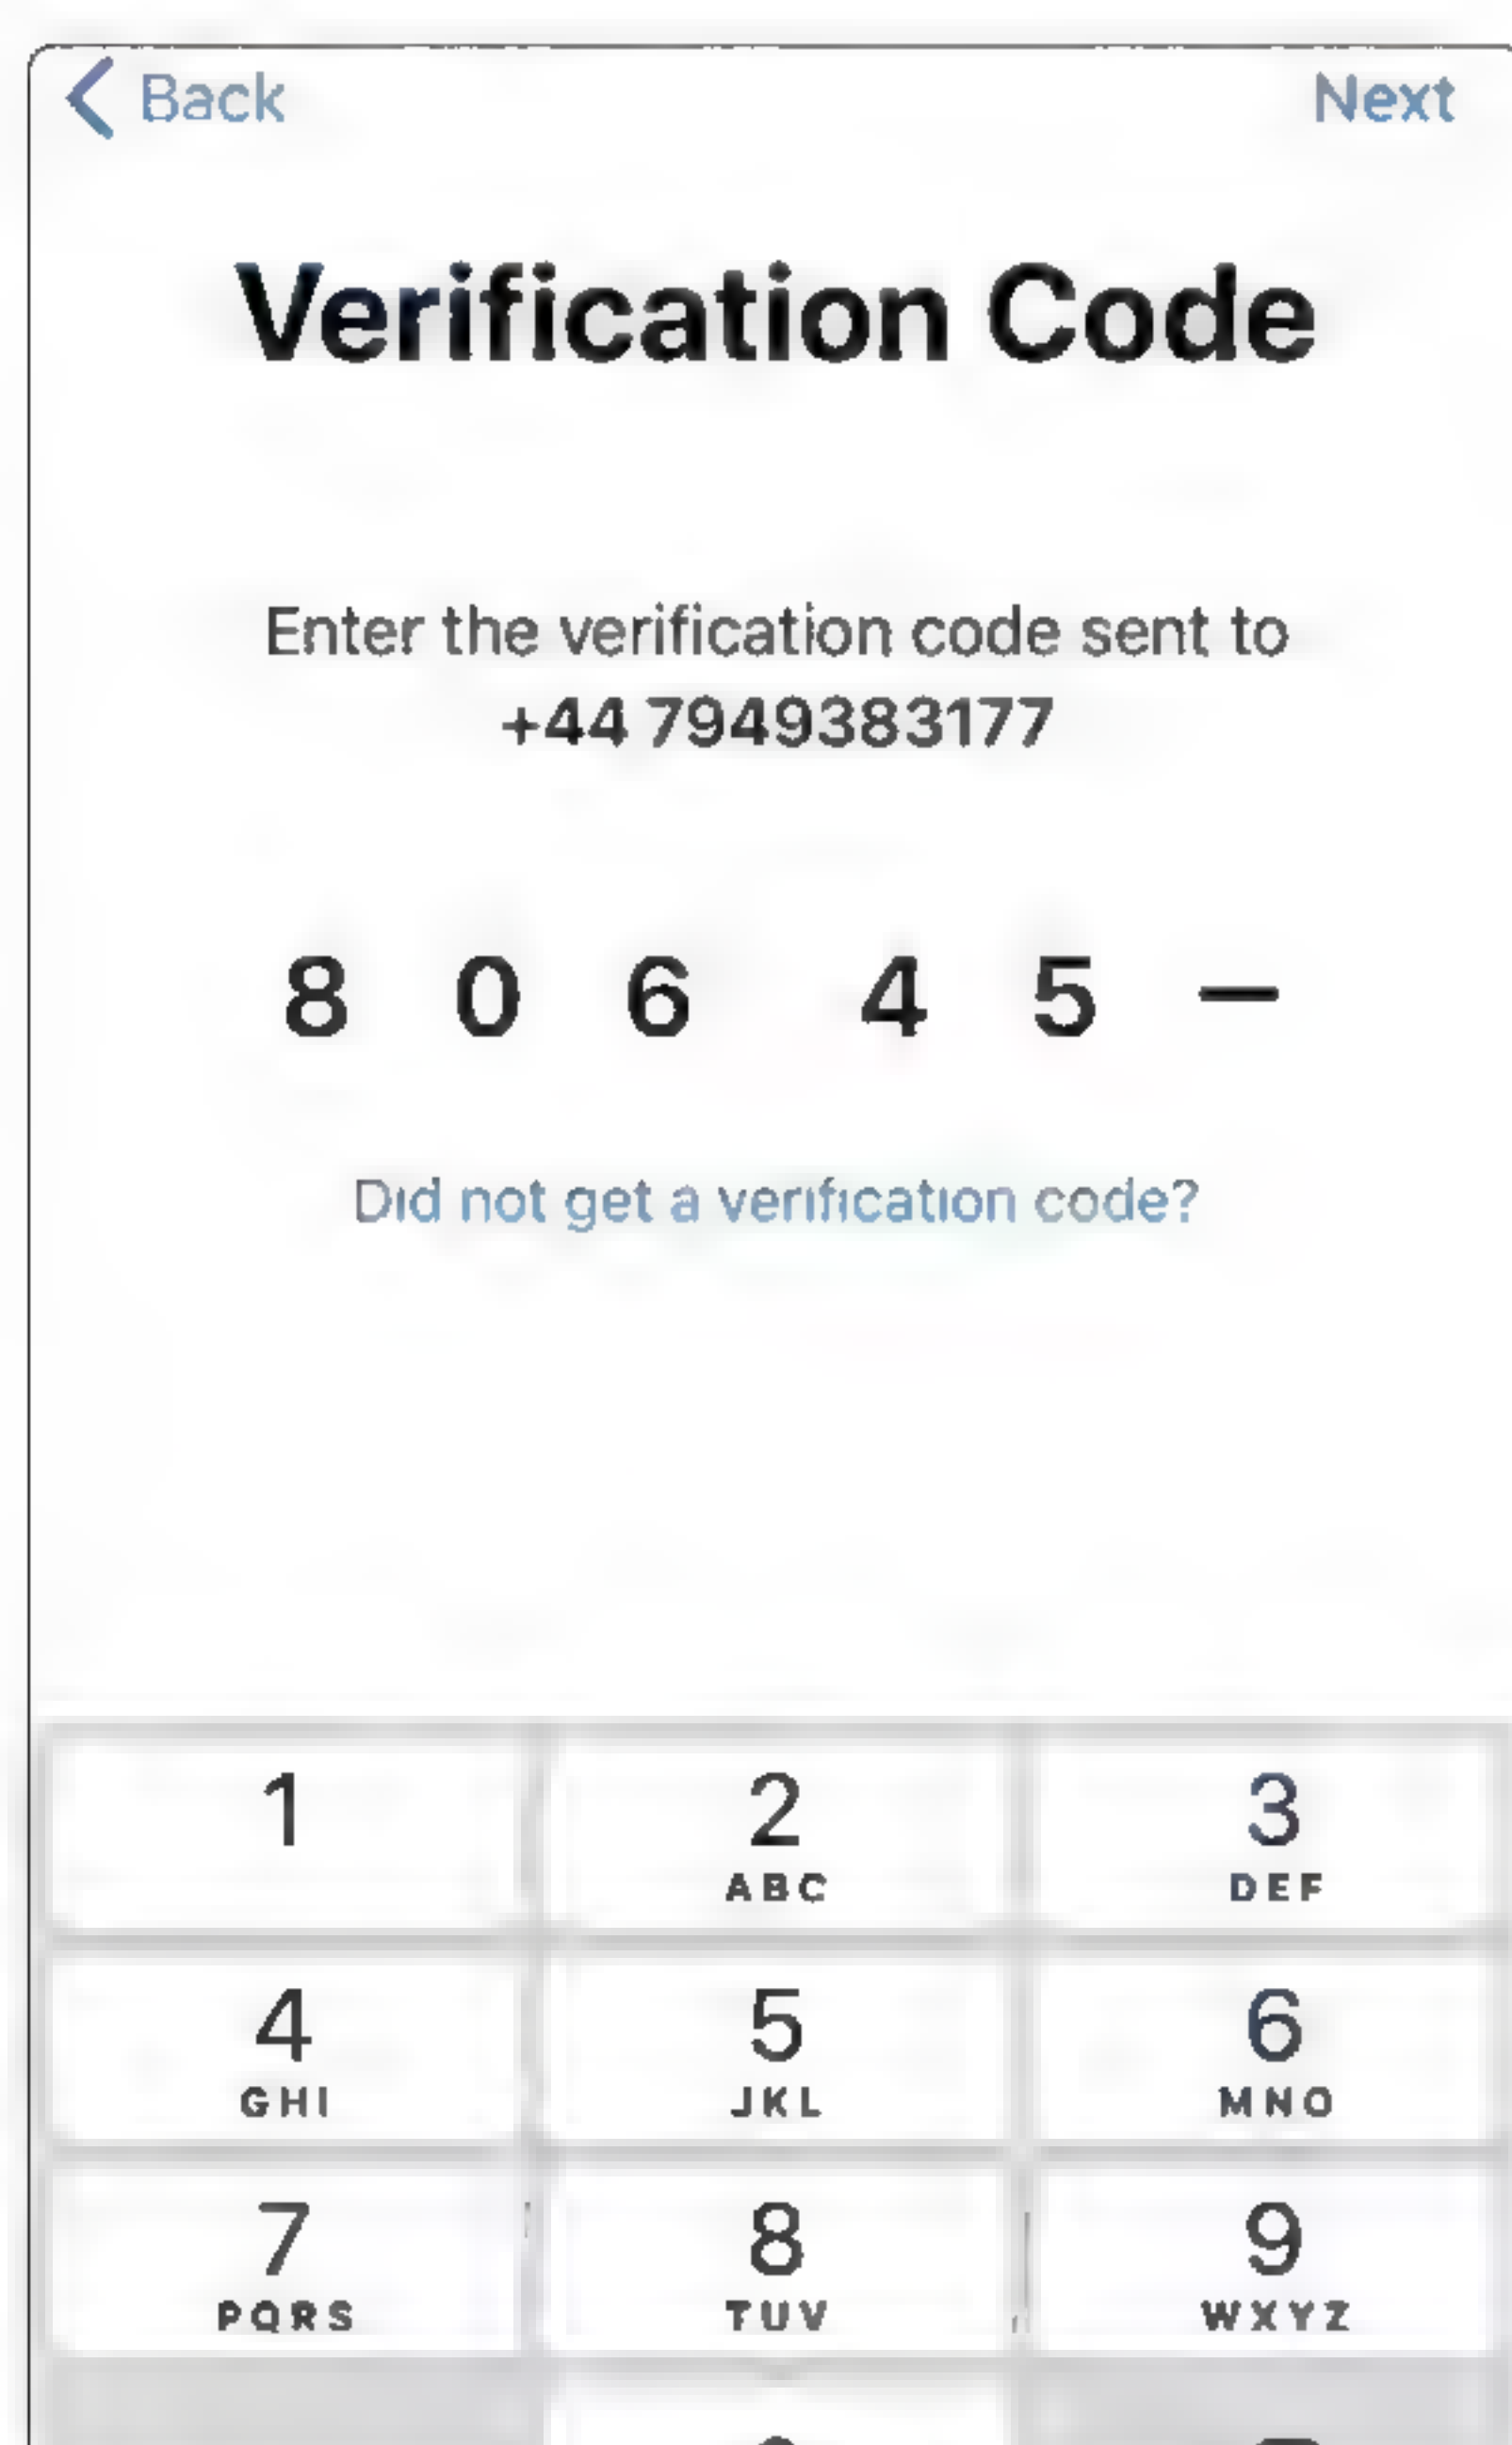 Back
Next
Verification Code
Enter the verification code sent to
+44 7949383177
8 0 6 4 5 –
Did not get a verification code?
1
2
ABC
3
DEF
4
GHI
5
JKL
6
MNO
7
PQRS
8
TUV
9
WXYZ